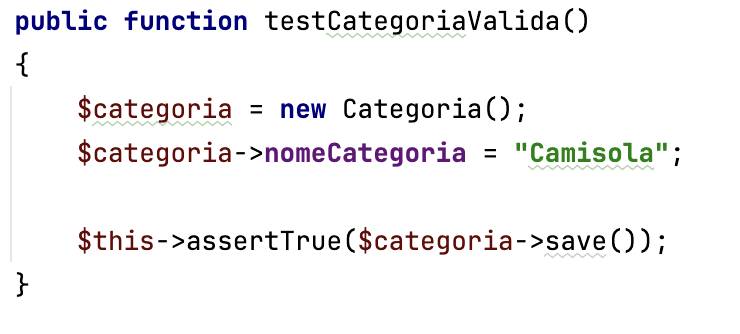 public function testCategoriaValida()
{
    $categoria = new Categoria();
    $categoria->nomeCategoria = "Camisola";

    $this->assertTrue($categoria->save());
}